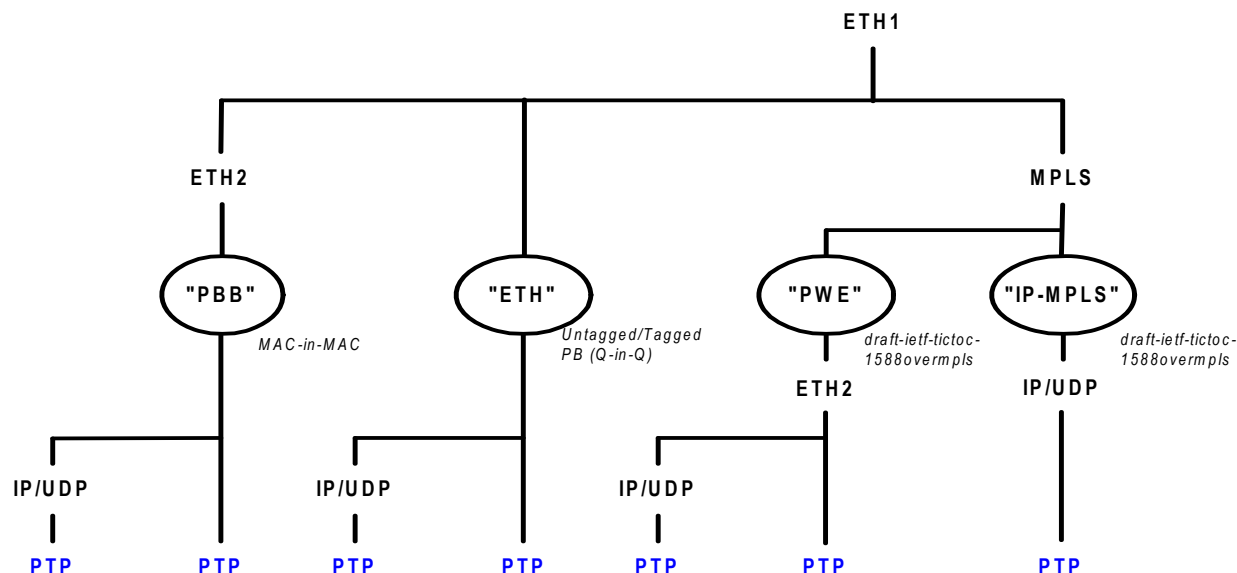 ETH1
ETH2
MPLS
"PBB"
"ETH"
"PWE"
"IP-MPLS"
MAC-in-MAC
Untagged/Tagged
PB (Q-in-Q)
draft-ietf-tictoc-
1588overmpls
draft-ietf-tictoc-
1588overmpls
ETH2
IP/UDP
IP/UDP
IP/UDP
IP/UDP
PTP
PTP
PTP
PTP
PTP
PTP
PTP